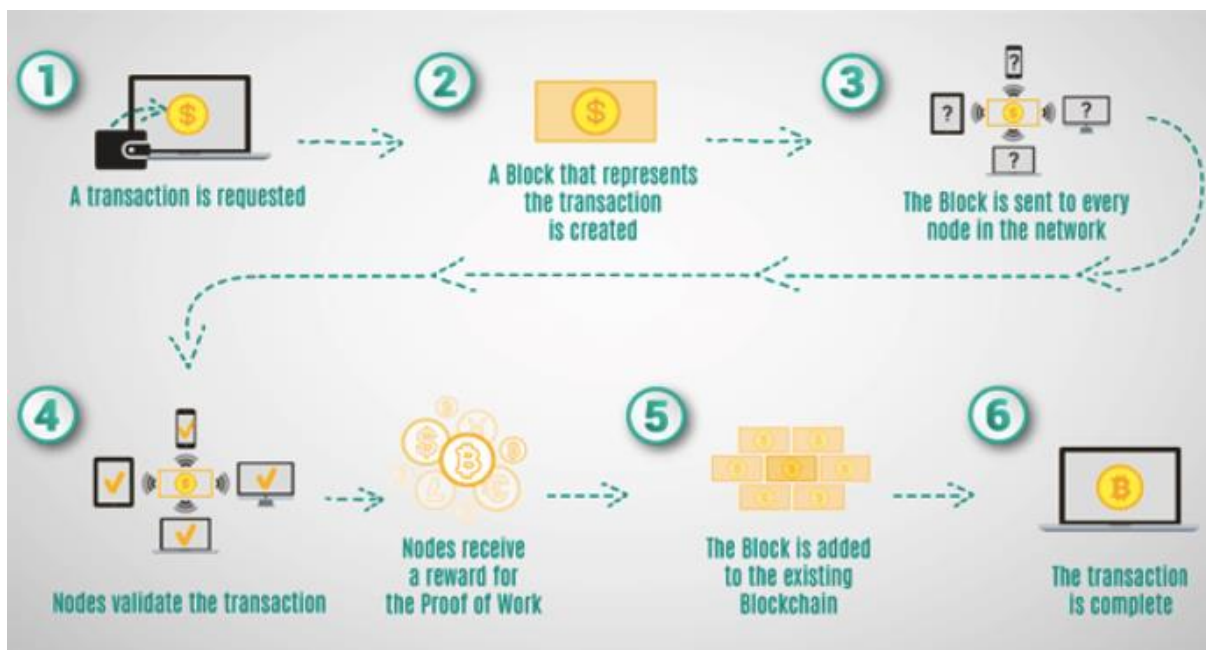 1
A transaction is requested
2
A Block that represents
the transaction
is created
3
The Block is sent to every
node in the network
4
Nodes validate the transaction
Nodes receive
a reward for
the Proof of Work
5
The Block is added
to the existing
Blockchain
6
The transaction
is complete